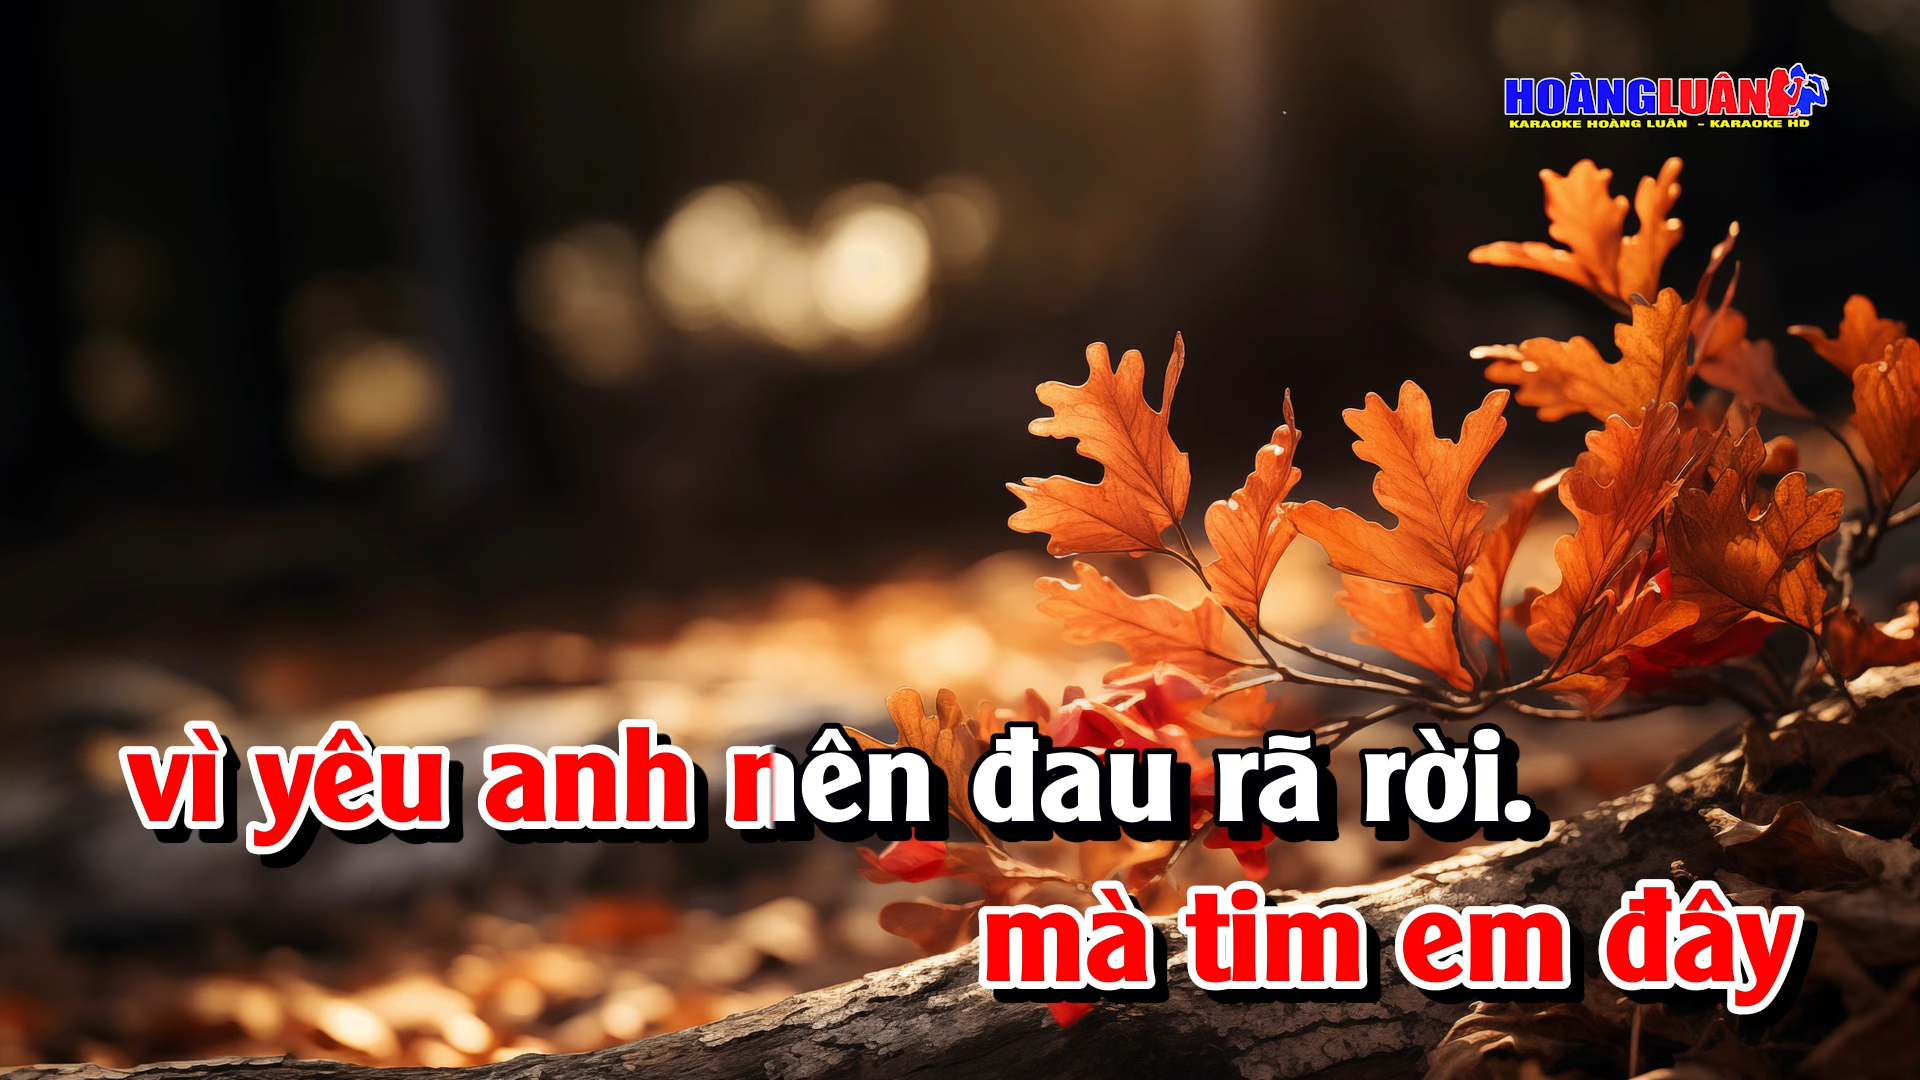 HOÀNGLUÂN
KARAOKE HOÀNG LUÂN - KARAOKE HD
vì yêu anh nên đau rã rời.
mà tim em đây